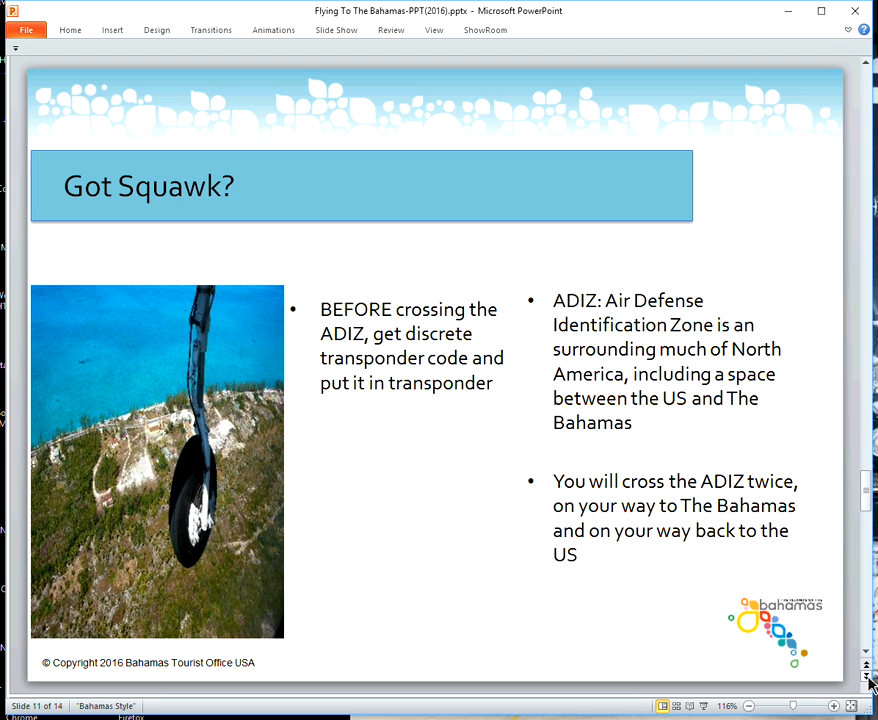 Flying To The Bahamas-PPT(2016).pptx - Microsoft PowerPoint
File Home Insert Design Transitions Animations Slide Show Review View ShowRoom
Got Squawk?
• BEFORE crossing the
ADIZ, get discrete
transponder code and
put it in transponder
• ADIZ: Air Defense
Identification Zone is an
surrounding much of North
America, including a space
between the US and The
Bahamas
• You will cross the ADIZ twice,
on your way to The Bahamas
and on your way back to the
US
bahamas
© Copyright 2016 Bahamas Tourist Office USA
Slide 11 of 14 "Bahamas Style" 116%
Chrome Firefox